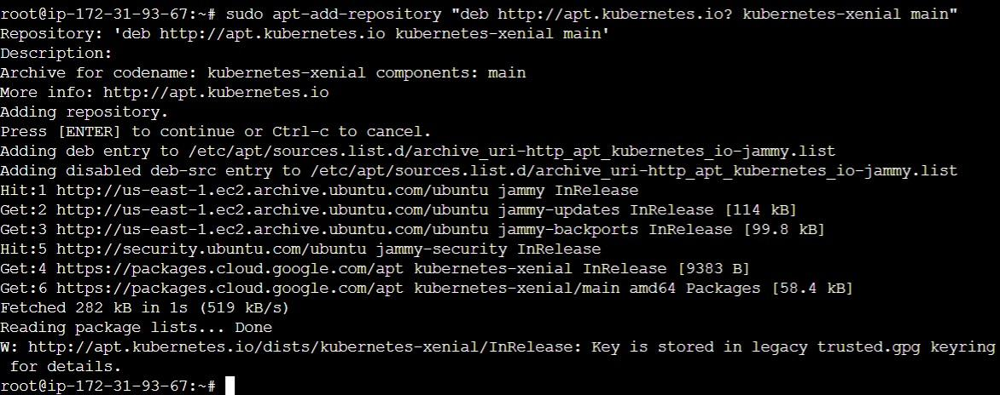 root@ip-172-31-93-67:~# sudo apt-add-repository "deb http://apt.kubernetes.io? kubernetes-xenial main"
Repository: 'deb http://apt.kubernetes.io kubernetes-xenial main'
Description:
Archive for codename: kubernetes-xenial components: main
More info: http://apt.kubernetes.io
Adding repository.
Press [ENTER] to continue or Ctrl-c to cancel.
Adding deb entry to /etc/apt/sources.list.d/archive_uri-http_apt_kubernetes_io-jammy.list
Adding disabled deb-src entry to /etc/apt/sources.list.d/archive_uri-http_apt_kubernetes_io-jammy.list
Hit:1 http://us-east-1.ec2.archive.ubuntu.com/ubuntu jammy InRelease
Get:2 http://us-east-1.ec2.archive.ubuntu.com/ubuntu jammy-updates InRelease [114 kB]
Get:3 http://us-east-1.ec2.archive.ubuntu.com/ubuntu jammy-backports InRelease [99.8 kB]
Hit:5 http://security.ubuntu.com/ubuntu jammy-security InRelease
Get:4 https://packages.cloud.google.com/apt kubernetes-xenial InRelease [9383 B]
Get:6 https://packages.cloud.google.com/apt kubernetes-xenial/main amd64 Packages [58.4 kB]
Fetched 282 kB in 1s (519 kB/s)
Reading package lists... Done
W: http://apt.kubernetes.io/dists/kubernetes-xenial/InRelease: Key is stored in legacy trusted.gpg keyring
for details.
root@ip-172-31-93-67:~#